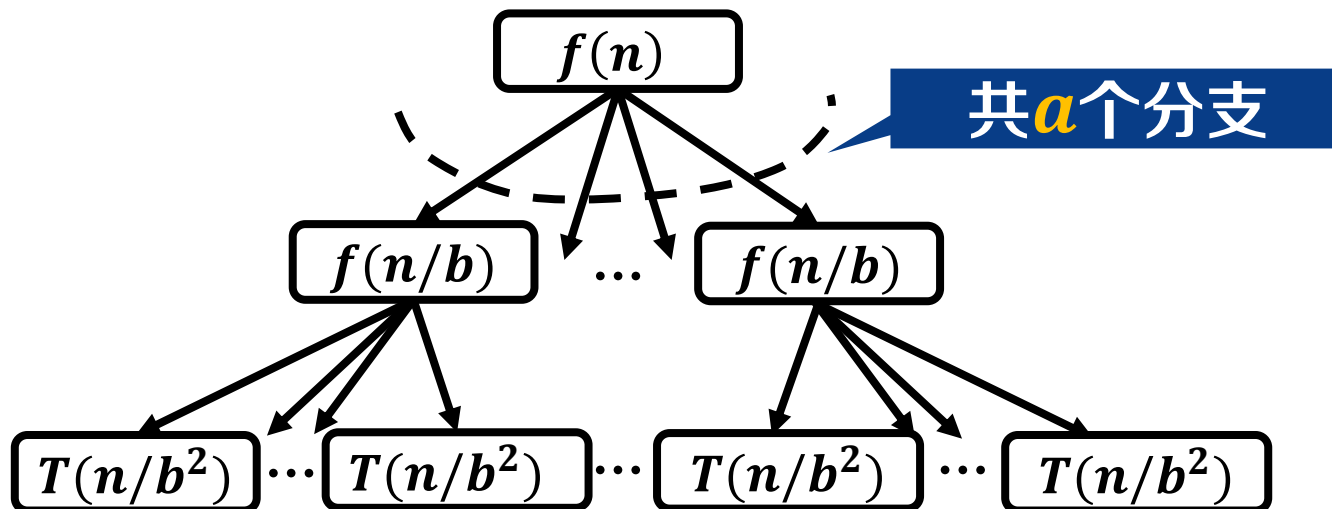 f(n)
共a个分支
f(n/b) … f(n/b)
T(n/b²) … T(n/b²) … T(n/b²) … T(n/b²)